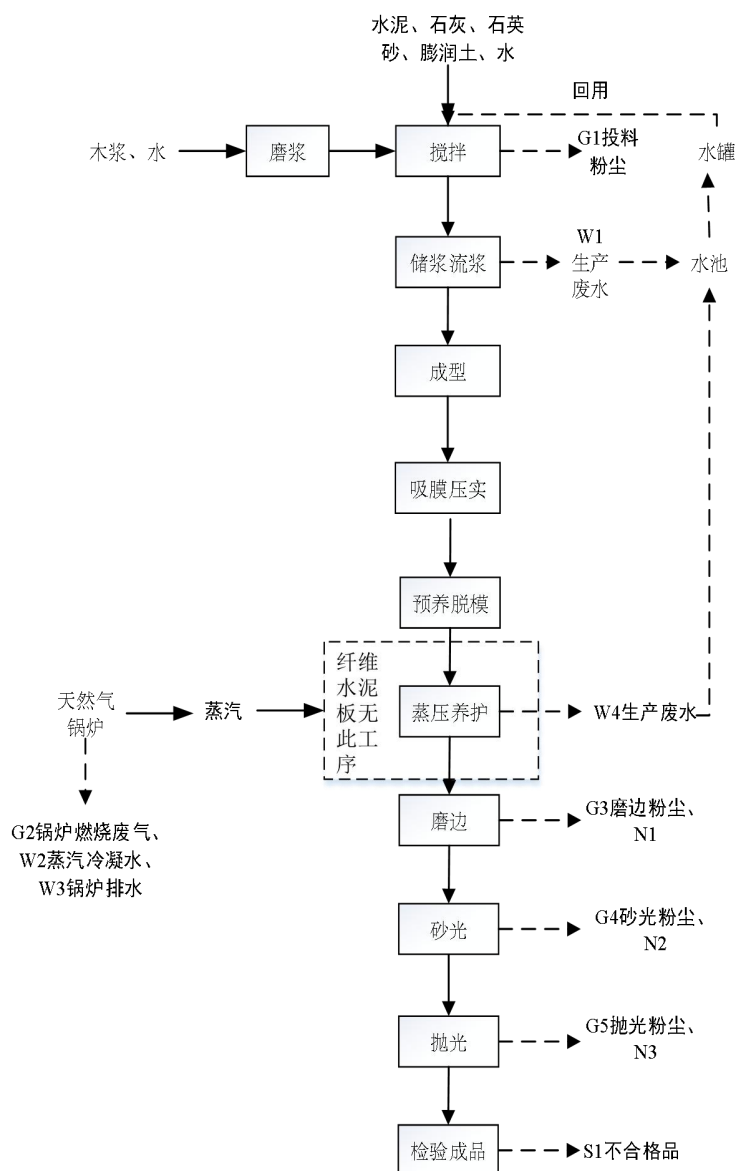 水泥、石灰、石英
砂、膨润土、水
回用
木浆、水
磨浆
搅拌
G1投料
粉尘
水罐
储浆流浆
W1
生产
废水
水池
成型
吸膜压实
预养脱模
纤维
水泥
板无
此工
序
天然气
锅炉
蒸汽
蒸压养护
W4生产废水
G2锅炉燃烧废气、
W2蒸汽冷凝水、
W3锅炉排水
磨边
G3磨边粉尘、
N1
砂光
G4砂光粉尘、
N2
抛光
G5抛光粉尘、
N3
检验成品
S1不合格品